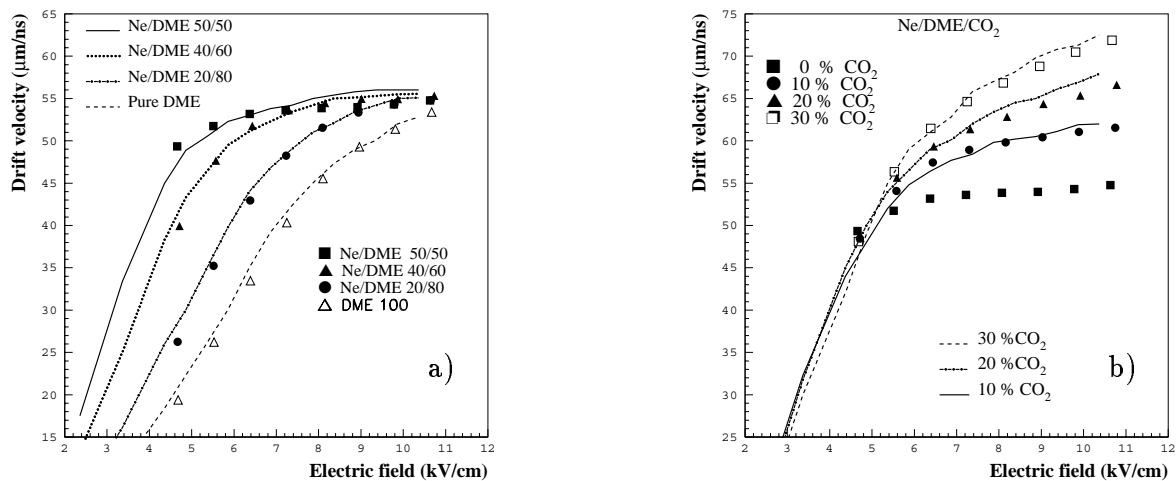 Drift velocity (μm/ns)
65
60
55
50
45
40
35
30
25
20
15
Ne/DME 50/50
Ne/DME 40/60
Ne/DME 20/80
Pure DME
Ne/DME 50/50
Ne/DME 40/60
Ne/DME 20/80
DME 100
a)
2 3 4 5 6 7 8 9 10 11 12
Electric field (kV/cm)
Drift velocity (μm/ns)
75
70
65
60
55
50
45
40
35
30
25
Ne/DME/CO₂
0 % CO₂
10 % CO₂
20 % CO₂
30 % CO₂
30 %CO₂
20 %CO₂
10 % CO₂
b)
2 3 4 5 6 7 8 9 10 11 12
Electric field (kV/cm)